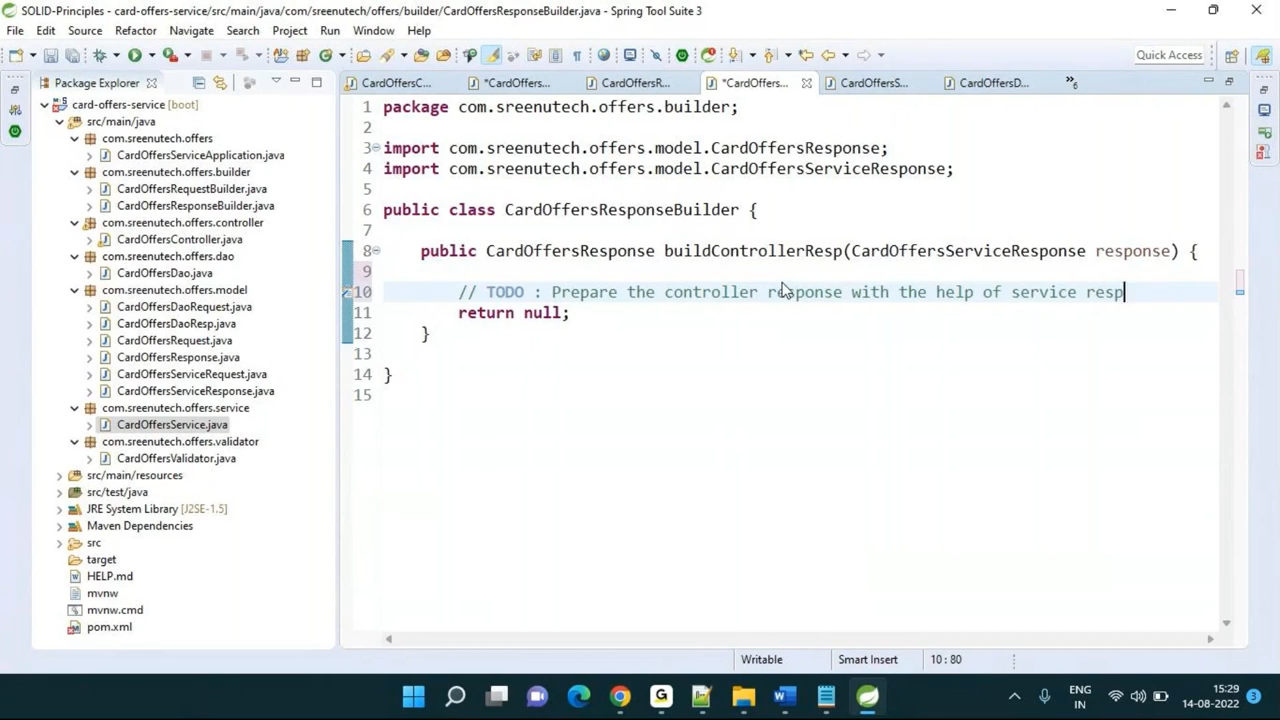 SOLID-Principles - card-offers-service/src/main/java/com/sreenutech/offers/builder/CardOffersResponseBuilder.java - Spring Tool Suite 3
File Edit Source Refactor Navigate Search Project Run Window Help
Quick Access
Package Explorer
CardOffersC...
*CardOffers...
CardOffersR...
*CardOffers...
CardOffersS...
CardOffersD...
card-offers-service [boot]
src/main/java
com.sreenutech.offers
CardOffersServiceApplication.java
com.sreenutech.offers.builder
CardOffersRequestBuilder.java
CardOffersResponseBuilder.java
com.sreenutech.offers.controller
CardOffersController.java
com.sreenutech.offers.dao
CardOffersDao.java
com.sreenutech.offers.model
CardOffersDaoRequest.java
CardOffersDaoResp.java
CardOffersRequest.java
CardOffersResponse.java
CardOffersServiceRequest.java
CardOffersServiceResponse.java
com.sreenutech.offers.service
CardOffersService.java
com.sreenutech.offers.validator
CardOffersValidator.java
src/main/resources
src/test/java
JRE System Library [J2SE-1.5]
Maven Dependencies
src
target
HELP.md
mvnw
mvnw.cmd
pom.xml
1 package com.sreenutech.offers.builder;
2
3 import com.sreenutech.offers.model.CardOffersResponse;
4 import com.sreenutech.offers.model.CardOffersServiceResponse;
5
6 public class CardOffersResponseBuilder {
7
8 public CardOffersResponse buildControllerResp(CardOffersServiceResponse response) {
9
10 // TODO : Prepare the controller response with the help of service resp
11 return null;
12 }
13
14 }
15
Writable Smart Insert 10 : 80
ENG
IN
15:29
14-08-2022
3